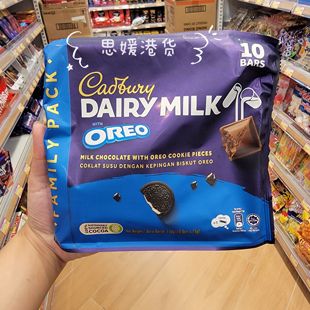 思媛港货
10
BARS
Cadbury
DAIRY MILK
WITH
OREO
FAMILY PACK
MILK CHOCOLATE WITH OREO COOKIE PIECES
COKLAT SUSU DENGAN KEPINGAN BISKUT OREO
COCOA